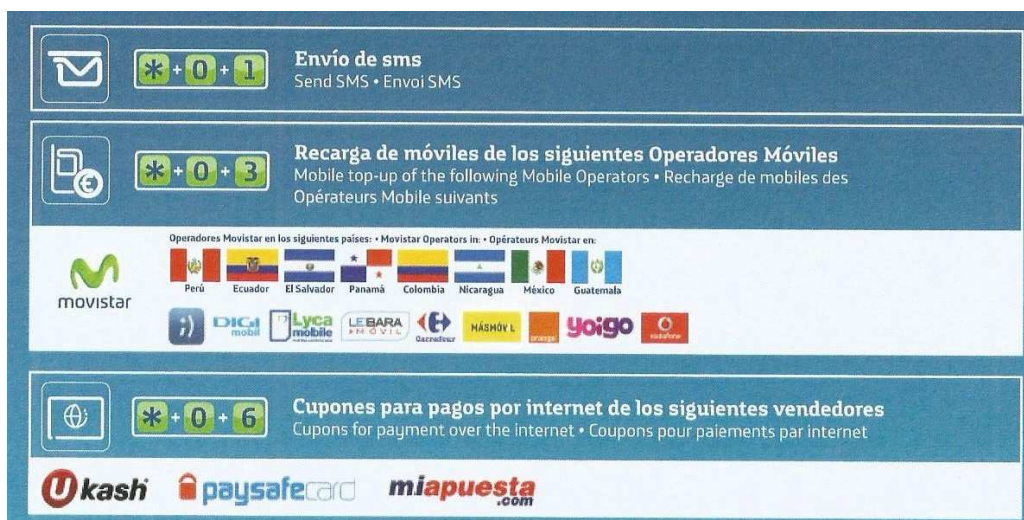 *+0+1
Envío de sms
Send SMS • Envoi SMS
*+0+3
Recarga de móviles de los siguientes Operadores Móviles
Mobile top-up of the following Mobile Operators • Recharge de mobiles des
Opérateurs Mobile suivants
Operadores Movistar en los siguientes países: • Movistar Operators in: • Opérateurs Movistar en:
movistar
Perú Ecuador El Salvador Panamá Colombia Nicaragua México Guatemala
;) DIGI mobil Lyca mobile LEBARA MÓVIL Carrefour MÁSMÓVIL orange yoigo vodafone
*+0+6
Cupones para pagos por internet de los siguientes vendedores
Cupons for payment over the internet • Coupons pour paiements par internet
Ukash paysafecard miapuesta.com